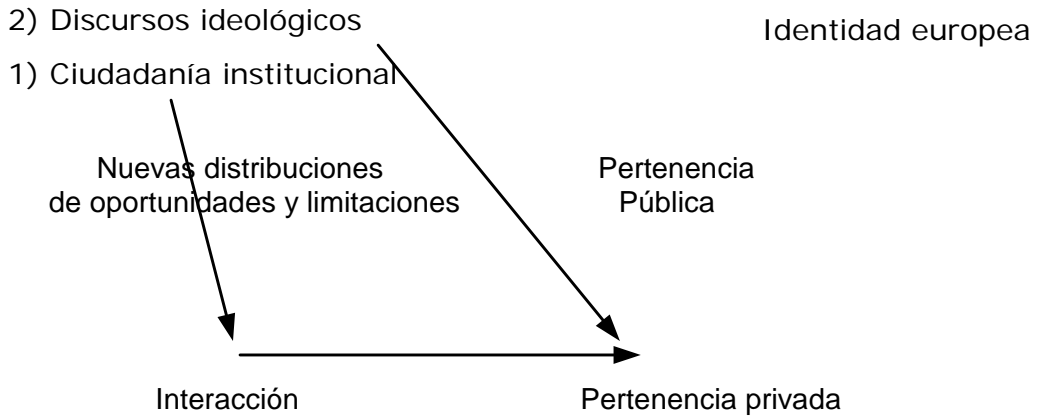 2) Discursos ideológicos
Identidad europea
1) Ciudadanía institucional
Nuevas distribuciones
de oportunidades y limitaciones
Pertenencia
Pública
Interacción
Pertenencia privada